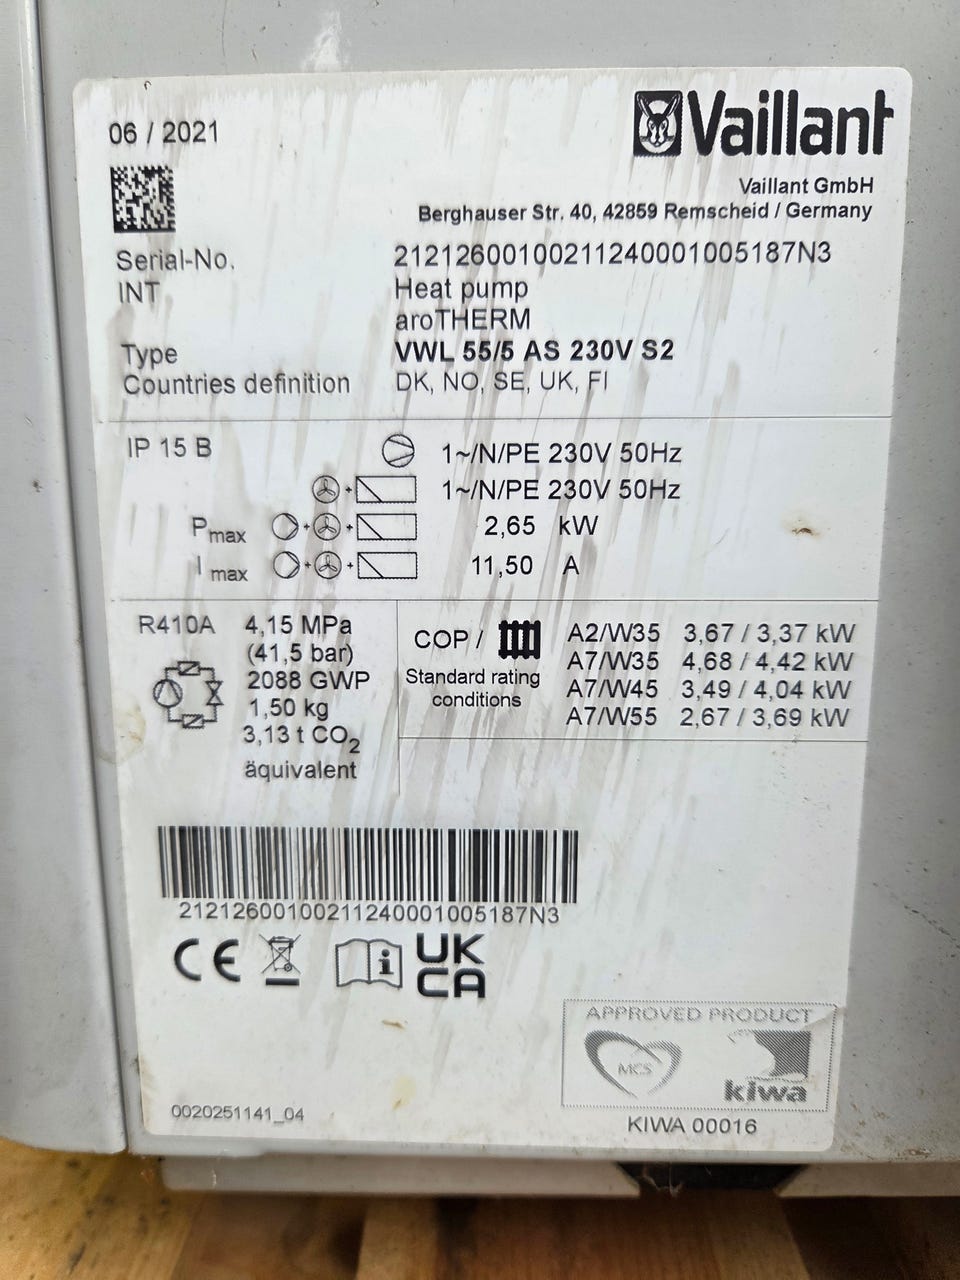 06 / 2021
Vaillant
Vaillant GmbH
Berghauser Str. 40, 42859 Remscheid / Germany
Serial-No. 21212600100211240001005187N3
INT Heat pump
aroTHERM
Type VWL 55/5 AS 230V S2
Countries definition DK, NO, SE, UK, FI
IP 15 B 1~/N/PE 230V 50Hz
+ 1~/N/PE 230V 50Hz
Pmax + + 2,65 kW
I max + + 11,50 A
R410A 4,15 MPa
(41,5 bar)
2088 GWP
1,50 kg
3,13 t CO2
äquivalent
COP /
Standard rating
conditions
A2/W35 3,67 / 3,37 kW
A7/W35 4,68 / 4,42 kW
A7/W45 3,49 / 4,04 kW
A7/W55 2,67 / 3,69 kW
21212600100211240001005187N3
CE i UK
CA
APPROVED PRODUCT
MCS kiwa
KIWA 00016
0020251141_04